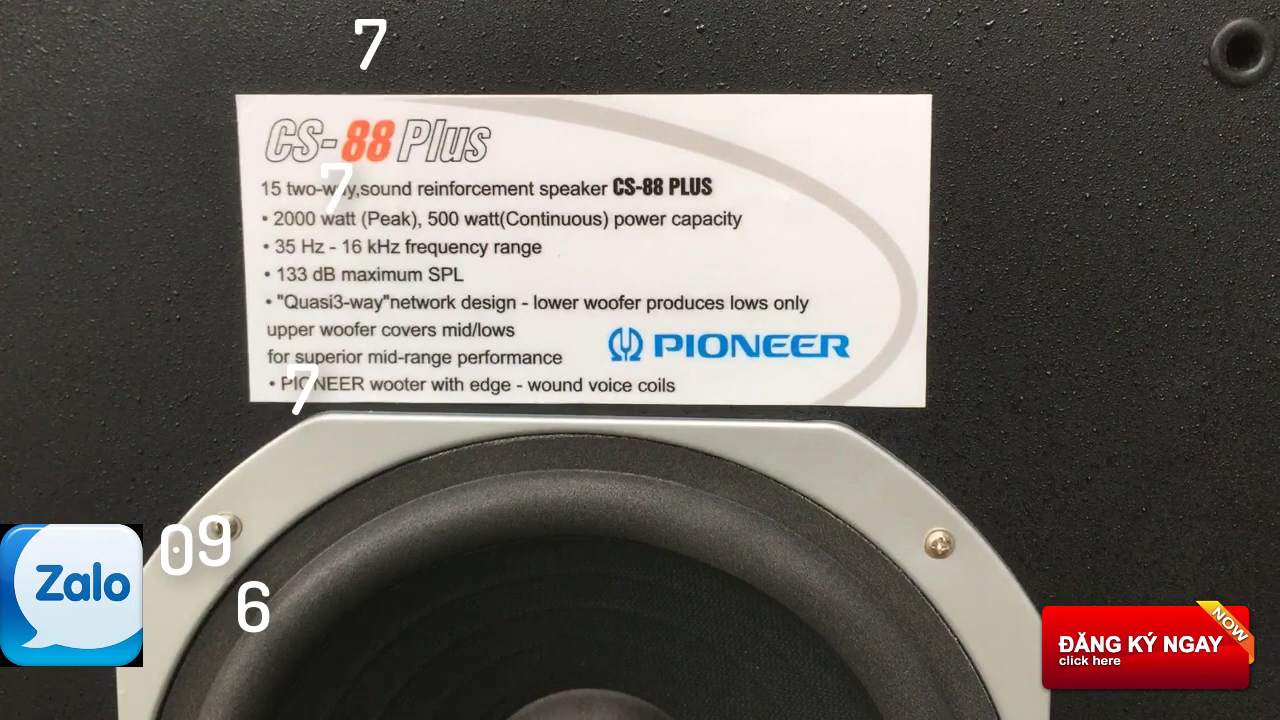 7
CS-88 Plus
15 two-way,sound reinforcement speaker CS-88 PLUS
• 2000 watt (Peak), 500 watt(Continuous) power capacity
7
• 35 Hz - 16 kHz frequency range
• 133 dB maximum SPL
• "Quasi3-way"network design - lower woofer produces lows only
upper woofer covers mid/lows
for superior mid-range performance
PIONEER
• PIONEER wooter with edge - wound voice coils
7
Zalo
09
6
NOW
ĐĂNG KÝ NGAY
click here